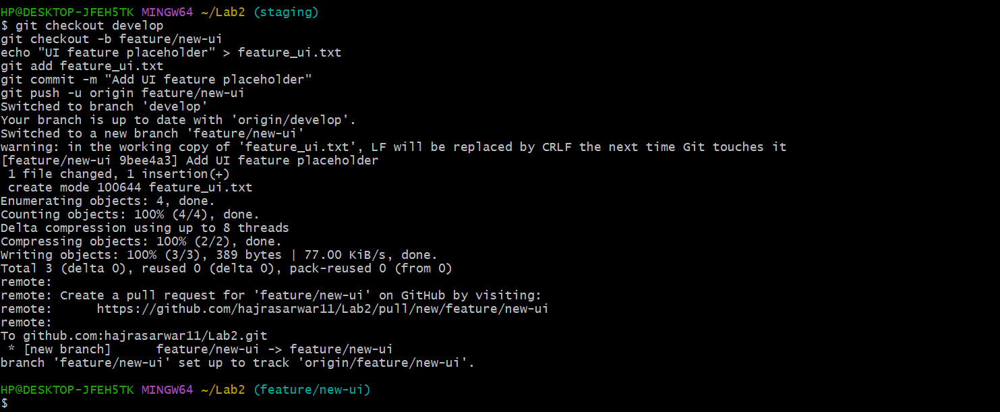 HP@DESKTOP-JFEH5TK MINGW64 ~/Lab2 (staging)
$ git checkout develop
git checkout -b feature/new-ui
echo "UI feature placeholder" > feature_ui.txt
git add feature_ui.txt
git commit -m "Add UI feature placeholder"
git push -u origin feature/new-ui
Switched to branch 'develop'
Your branch is up to date with 'origin/develop'.
Switched to a new branch 'feature/new-ui'
warning: in the working copy of 'feature_ui.txt', LF will be replaced by CRLF the next time Git touches it
[feature/new-ui 9bee4a3] Add UI feature placeholder
 1 file changed, 1 insertion(+)
 create mode 100644 feature_ui.txt
Enumerating objects: 4, done.
Counting objects: 100% (4/4), done.
Delta compression using up to 8 threads
Compressing objects: 100% (2/2), done.
Writing objects: 100% (3/3), 389 bytes | 77.00 KiB/s, done.
Total 3 (delta 0), reused 0 (delta 0), pack-reused 0 (from 0)
remote:
remote: Create a pull request for 'feature/new-ui' on GitHub by visiting:
remote:      https://github.com/hajrasarwar11/Lab2/pull/new/feature/new-ui
remote:
To github.com:hajrasarwar11/Lab2.git
 * [new branch]      feature/new-ui -> feature/new-ui
branch 'feature/new-ui' set up to track 'origin/feature/new-ui'.
HP@DESKTOP-JFEH5TK MINGW64 ~/Lab2 (feature/new-ui)
$